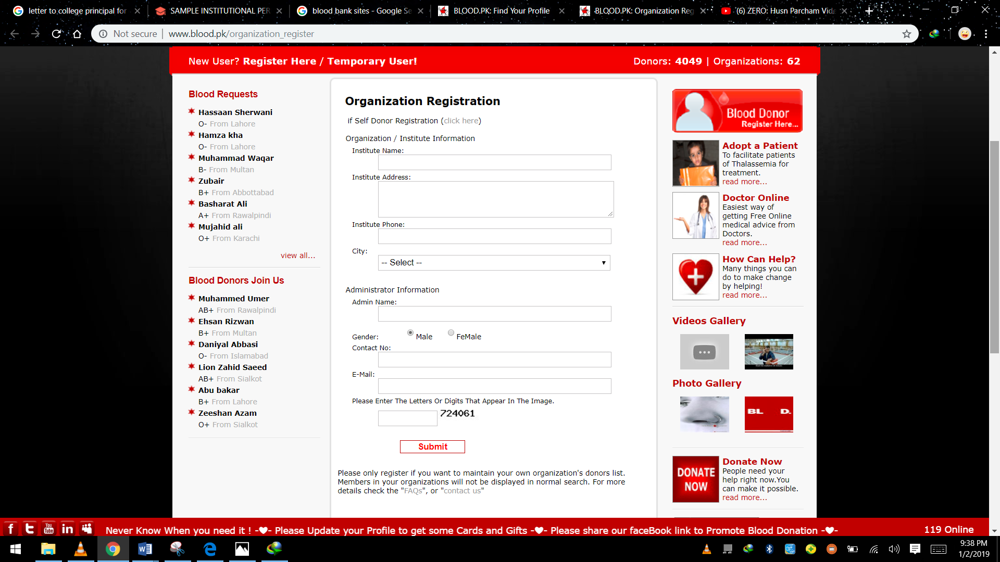 letter to college principal for
SAMPLE INSTITUTIONAL PER
blood bank sites - Google Se
BLOOD.PK: Find Your Profile
BLOOD.PK: Organization Reg
(6) ZERO: Husn Parcham Vide
Not secure | www.blood.pk/organization_register
New User? Register Here / Temporary User!
Donors: 4049 | Organizations: 62
Blood Requests
Hassaan Sherwani
O- From Lahore
Hamza kha
O- From Lahore
Muhammad Waqar
B- From Multan
Zubair
B+ From Abbottabad
Basharat Ali
A+ From Rawalpindi
Mujahid ali
O+ From Karachi
view all...
Blood Donors Join Us
Muhammed Umer
AB+ From Rawalpindi
Ehsan Rizwan
B+ From Multan
Daniyal Abbasi
O- From Islamabad
Lion Zahid Saeed
AB+ From Sialkot
Abu bakar
B+ From Lahore
Zeeshan Azam
O+ From Sialkot
Organization Registration
if Self Donor Registration (click here)
Organization / Institute Information
Institute Name:
Institute Address:
Institute Phone:
City:
-- Select --
Administrator Information
Admin Name:
Gender: Male FeMale
Contact No:
E-Mail:
Please Enter The Letters Or Digits That Appear In The Image.
724061
Submit
Please only register if you want to maintain your own organization's donors list.
Members in your organizations will not be displayed in normal search. For more
details check the "FAQs", or "contact us"
Blood Donor
Register Here...
Adopt a Patient
To facilitate patients
of Thalassemia for
treatment.
read more...
Doctor Online
Easiest way of
getting Free Online
medical advice from
Doctors.
read more...
How Can Help?
Many things you can
do to make change
by helping!
read more...
Videos Gallery
Photo Gallery
BL D.
DONATE
NOW
Donate Now
People need your
help right now.You
can make it possible.
read more...
f t You Tube in
Never Know When you need it ! -♥- Please Update your Profile to get some Cards and Gifts -♥- Please share our faceBook link to Promote Blood Donation -♥-
119 Online
9:38 PM
1/2/2019